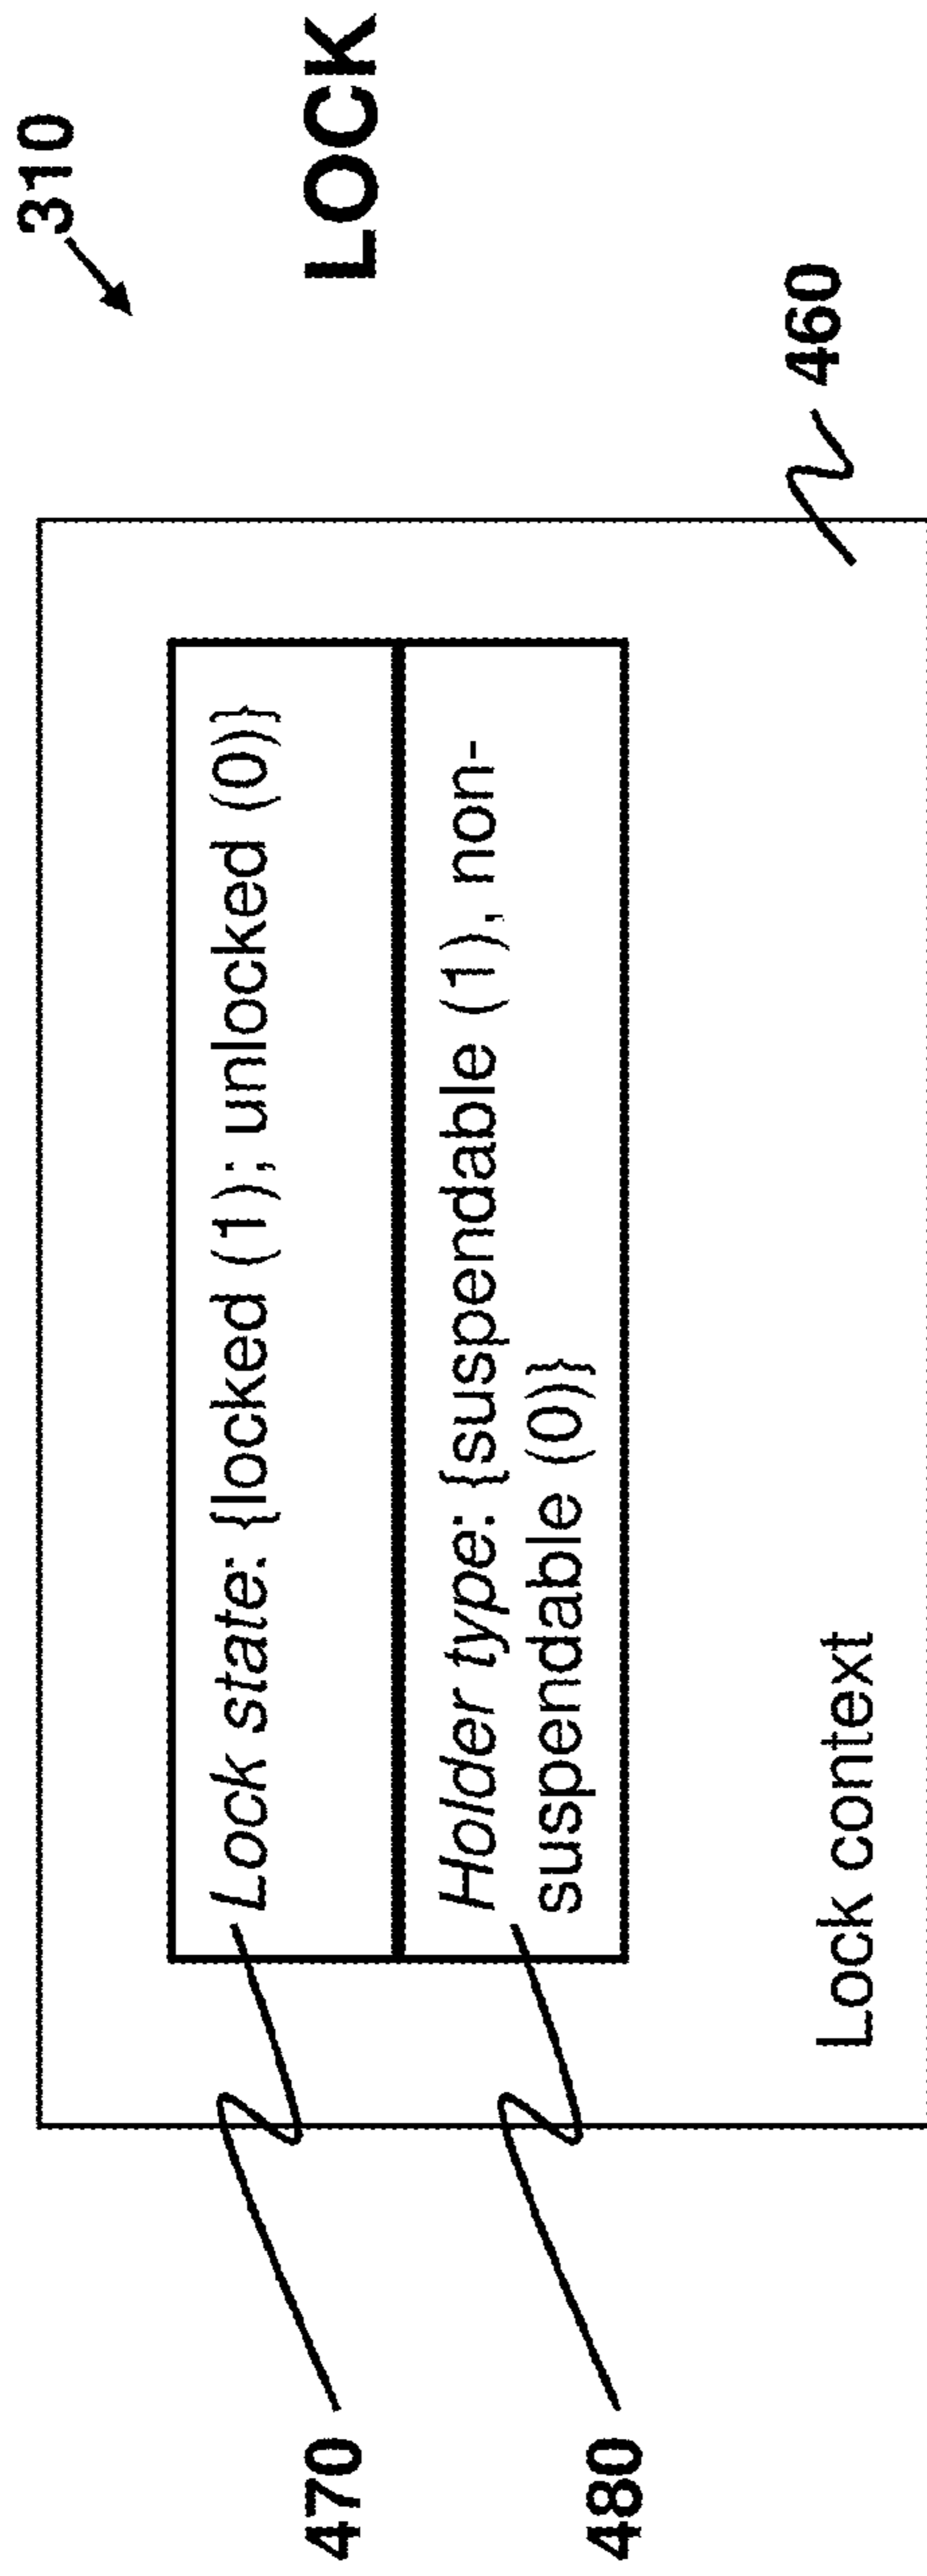 310
LOCK
470
Lock state: {locked (1); unlocked (0)}
480
Holder type: {suspendable (1), non-
suspendable (0)}
460
Lock context